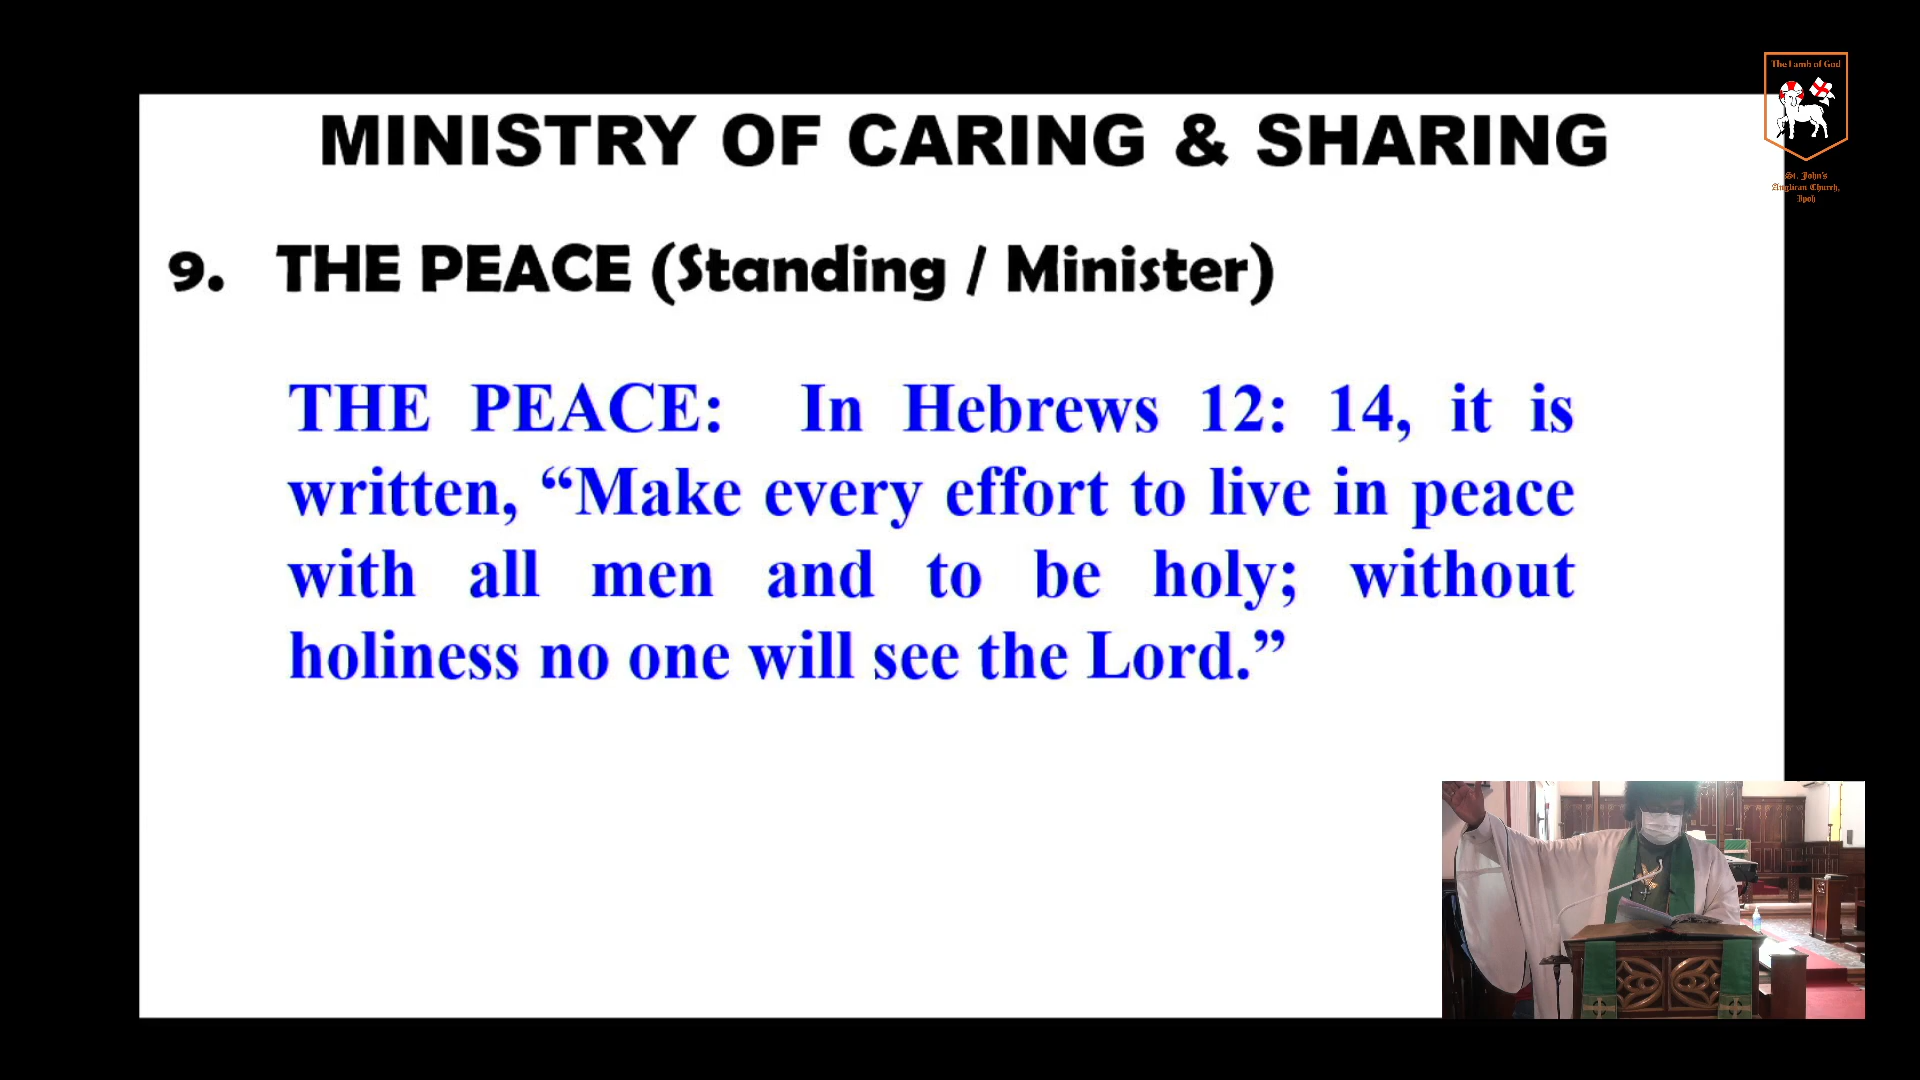 The Lamb of God
St. John's
Anglican Church,
Ipoh
MINISTRY OF CARING & SHARING
9. THE PEACE (Standing / Minister)
THE PEACE: In Hebrews 12: 14, it is
written, “Make every effort to live in peace
with all men and to be holy; without
holiness no one will see the Lord.”